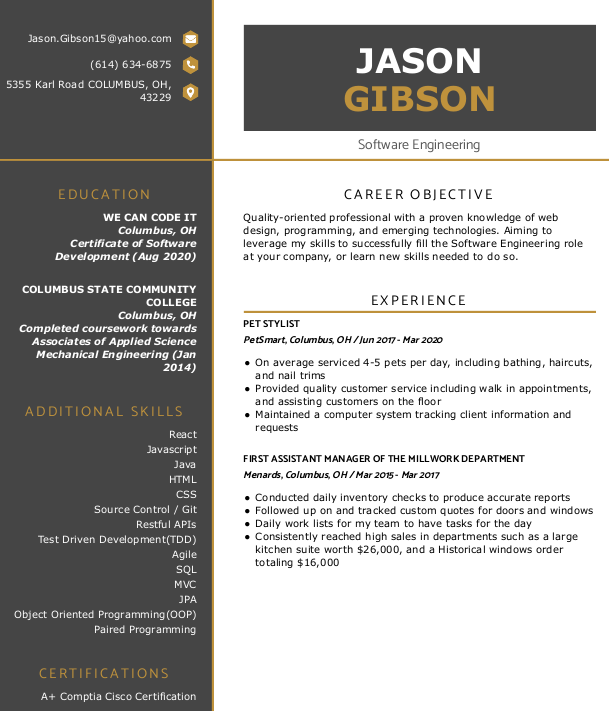 Jason.Gibson15@yahoo.com
(614) 634-6875
5355 Karl Road COLUMBUS, OH,
43229
JASON
GIBSON
Software Engineering
EDUCATION
WE CAN CODE IT
Columbus, OH
Certificate of Software
Development (Aug 2020)
COLUMBUS STATE COMMUNITY
COLLEGE
Columbus, OH
Completed coursework towards
Associates of Applied Science
Mechanical Engineering (Jan
2014)
ADDITIONAL SKILLS
React
Javascript
Java
HTML
CSS
Source Control / Git
Restful APIs
Test Driven Development(TDD)
Agile
SQL
MVC
JPA
Object Oriented Programming(OOP)
Paired Programming
CERTIFICATIONS
A+ Comptia Cisco Certification
CAREER OBJECTIVE
Quality-oriented professional with a proven knowledge of web
design, programming, and emerging technologies. Aiming to
leverage my skills to successfully fill the Software Engineering role
at your company, or learn new skills needed to do so.
EXPERIENCE
PET STYLIST
PetSmart, Columbus, OH / Jun 2017 - Mar 2020
● On average serviced 4-5 pets per day, including bathing, haircuts,
and nail trims
● Provided quality customer service including walk in appointments,
and assisting customers on the floor
● Maintained a computer system tracking client information and
requests
FIRST ASSISTANT MANAGER OF THE MILLWORK DEPARTMENT
Menards, Columbus, OH / Mar 2015 - Mar 2017
● Conducted daily inventory checks to produce accurate reports
● Followed up on and tracked custom quotes for doors and windows
● Daily work lists for my team to have tasks for the day
● Consistently reached high sales in departments such as a large
kitchen suite worth $26,000, and a Historical windows order
totaling $16,000